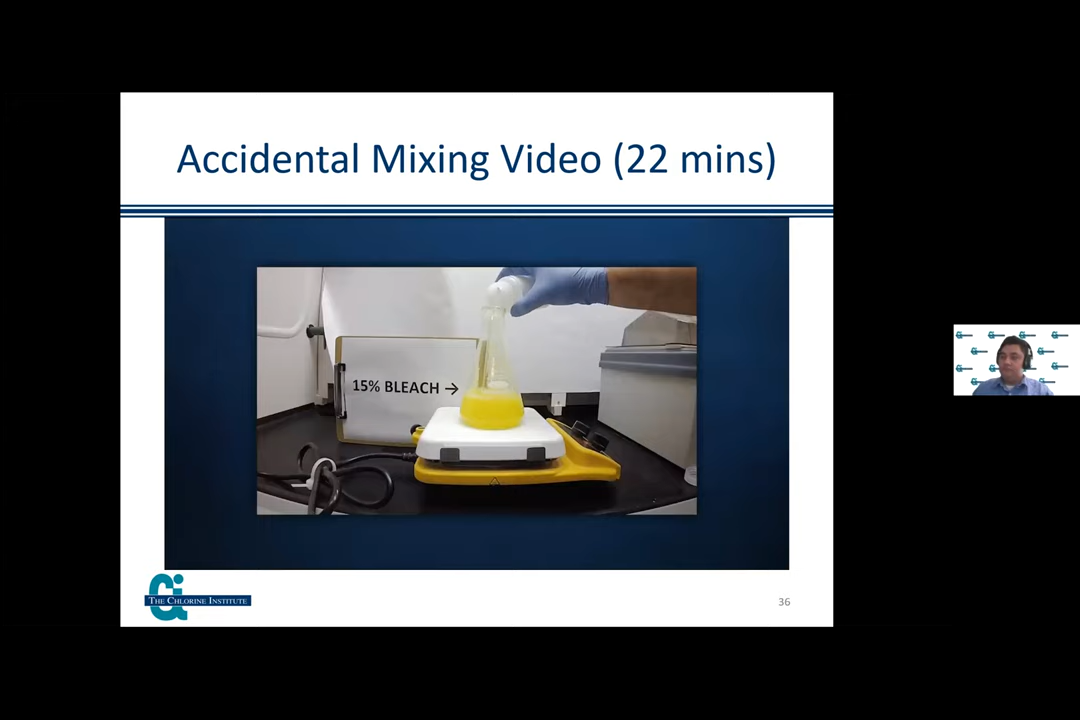 Accidental Mixing Video (22 mins)
15% BLEACH →
THE CHLORINE INSTITUTE
36